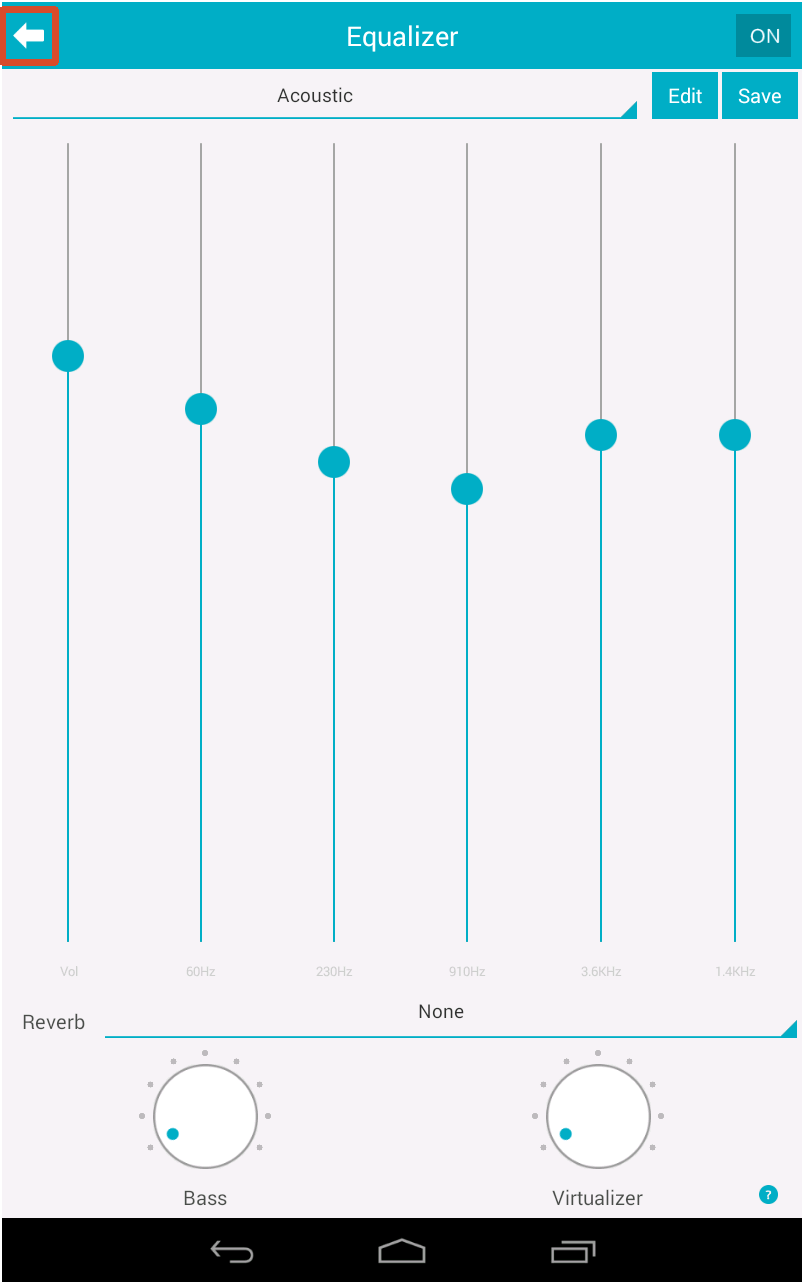 Equalizer
ON
Acoustic
Edit
Save
Vol
60Hz
230Hz
910Hz
3.6KHz
1.4KHz
Reverb
None
Bass
Virtualizer
?